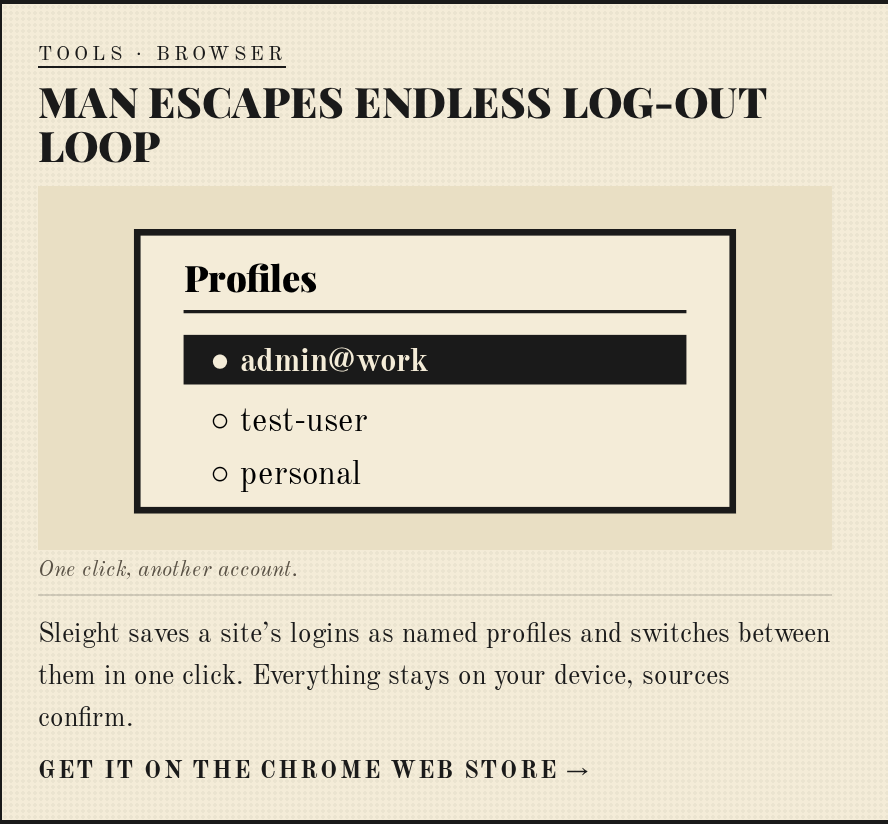 TOOLS · BROWSER
MAN ESCAPES ENDLESS LOG-OUT
LOOP
Profiles
admin@work
test-user
personal
One click, another account.
Sleight saves a site’s logins as named profiles and switches between
them in one click. Everything stays on your device, sources
confirm.
GET IT ON THE CHROME WEB STORE →